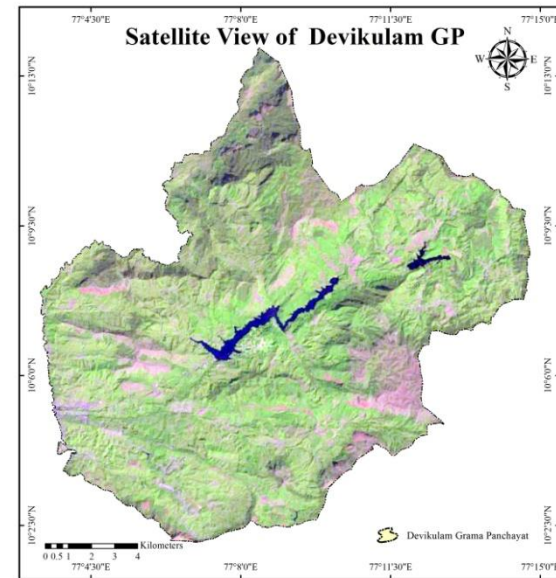 77°4'30"E 77°8'0"E 77°11'30"E 77°15'0"E
Satellite View of Devikulam GP
N
W E
S
10°13'0"N 10°13'0"N
10°9'30"N 10°9'30"N
10°6'0"N 10°6'0"N
10°2'30"N 10°2'30"N
Kilometers
0 0.5 1 2 3 4
Devikulam Grama Panchayat
77°4'30"E 77°8'0"E 77°11'30"E 77°15'0"E